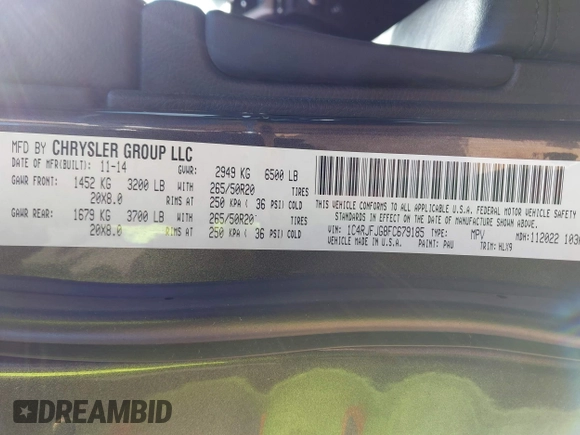 MFD BY CHRYSLER GROUP LLC
DATE OF MFR(BUILT): 11-14 GVWR: 2949 KG 6500 LB
GAWR FRONT: 1452 KG 3200 LB WITH 265/50R20 TIRES
20X8.0 RIMS AT 250 KPA ( 36 PSI) COLD
GAWR REAR: 1679 KG 3700 LB WITH 265/50R20 TIRES
20X8.0 RIMS AT 250 KPA ( 36 PSI) COLD
THIS VEHICLE CONFORMS TO ALL APPLICABLE U.S.A. FEDERAL MOTOR VEHICLE SAFETY
STANDARDS IN EFFECT ON THE DATE OF MANUFACTURE SHOWN ABOVE.
VIN: 1C4RJFJG8FC679185 TYPE: MPV MDH: 112022
MADE IN U.S.A. PAINT: PAU TRIM: HLX9
DREAMBID